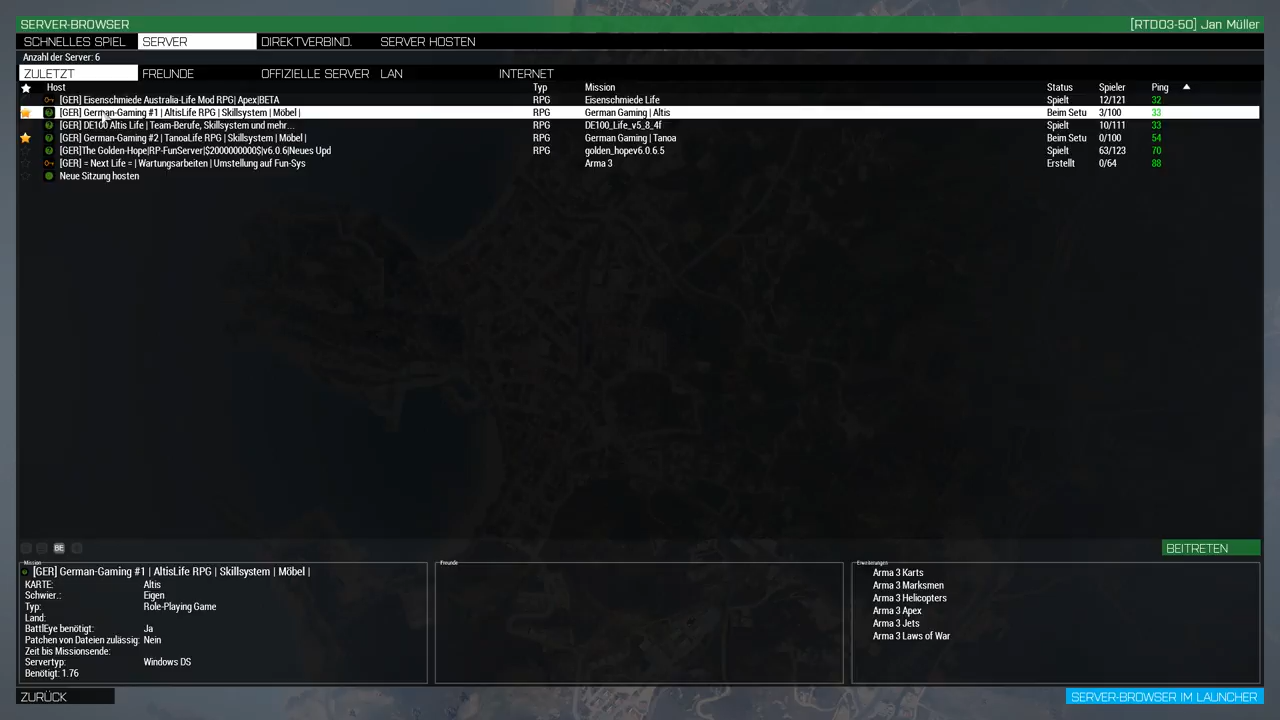 SERVER-BROWSER [RTD03-50] Jan Müller
SCHNELLES SPIEL SERVER DIREKTVERBIND. SERVER HOSTEN
Anzahl der Server: 6
ZULETZT FREUNDE OFFIZIELLE SERVER LAN INTERNET
Host Typ Mission Status Spieler Ping
[GER] Eisenschmiede Australia-Life Mod RPG| Apex|BETA RPG Eisenschmiede Life Spielt 12/121 32
[GER] German-Gaming #1 | AltisLife RPG | Skillsystem | Möbel | RPG German Gaming | Altis Beim Setu 3/100 33
[GER] DE100 Altis Life | Team-Berufe, Skillsystem und mehr... RPG DE100_Life_v5_8_4f Spielt 10/111 33
[GER] German-Gaming #2 | TanoaLife RPG | Skillsystem | Möbel | RPG German Gaming | Tanoa Beim Setu 0/100 54
[GER]The Golden-Hope|RP-FunServer|$2000000000$|v6.0.6|Neues Upd RPG golden_hopev6.0.6.5 Spielt 63/123 70
[GER] = Next Life = | Wartungsarbeiten | Umstellung auf Fun-Sys Arma 3 Erstellt 0/64 88
Neue Sitzung hosten
BE
BEITRETEN
Mission Freunde Erweiterungen
[GER] German-Gaming #1 | AltisLife RPG | Skillsystem | Möbel |
KARTE: Altis
Schwier.: Eigen
Typ: Role-Playing Game
Land:
BattlEye benötigt: Ja
Patchen von Dateien zulässig: Nein
Zeit bis Missionsende:
Servertyp: Windows DS
Benötigt: 1.76
Arma 3 Karts
Arma 3 Marksmen
Arma 3 Helicopters
Arma 3 Apex
Arma 3 Jets
Arma 3 Laws of War
ZURÜCK
SERVER-BROWSER IM LAUNCHER